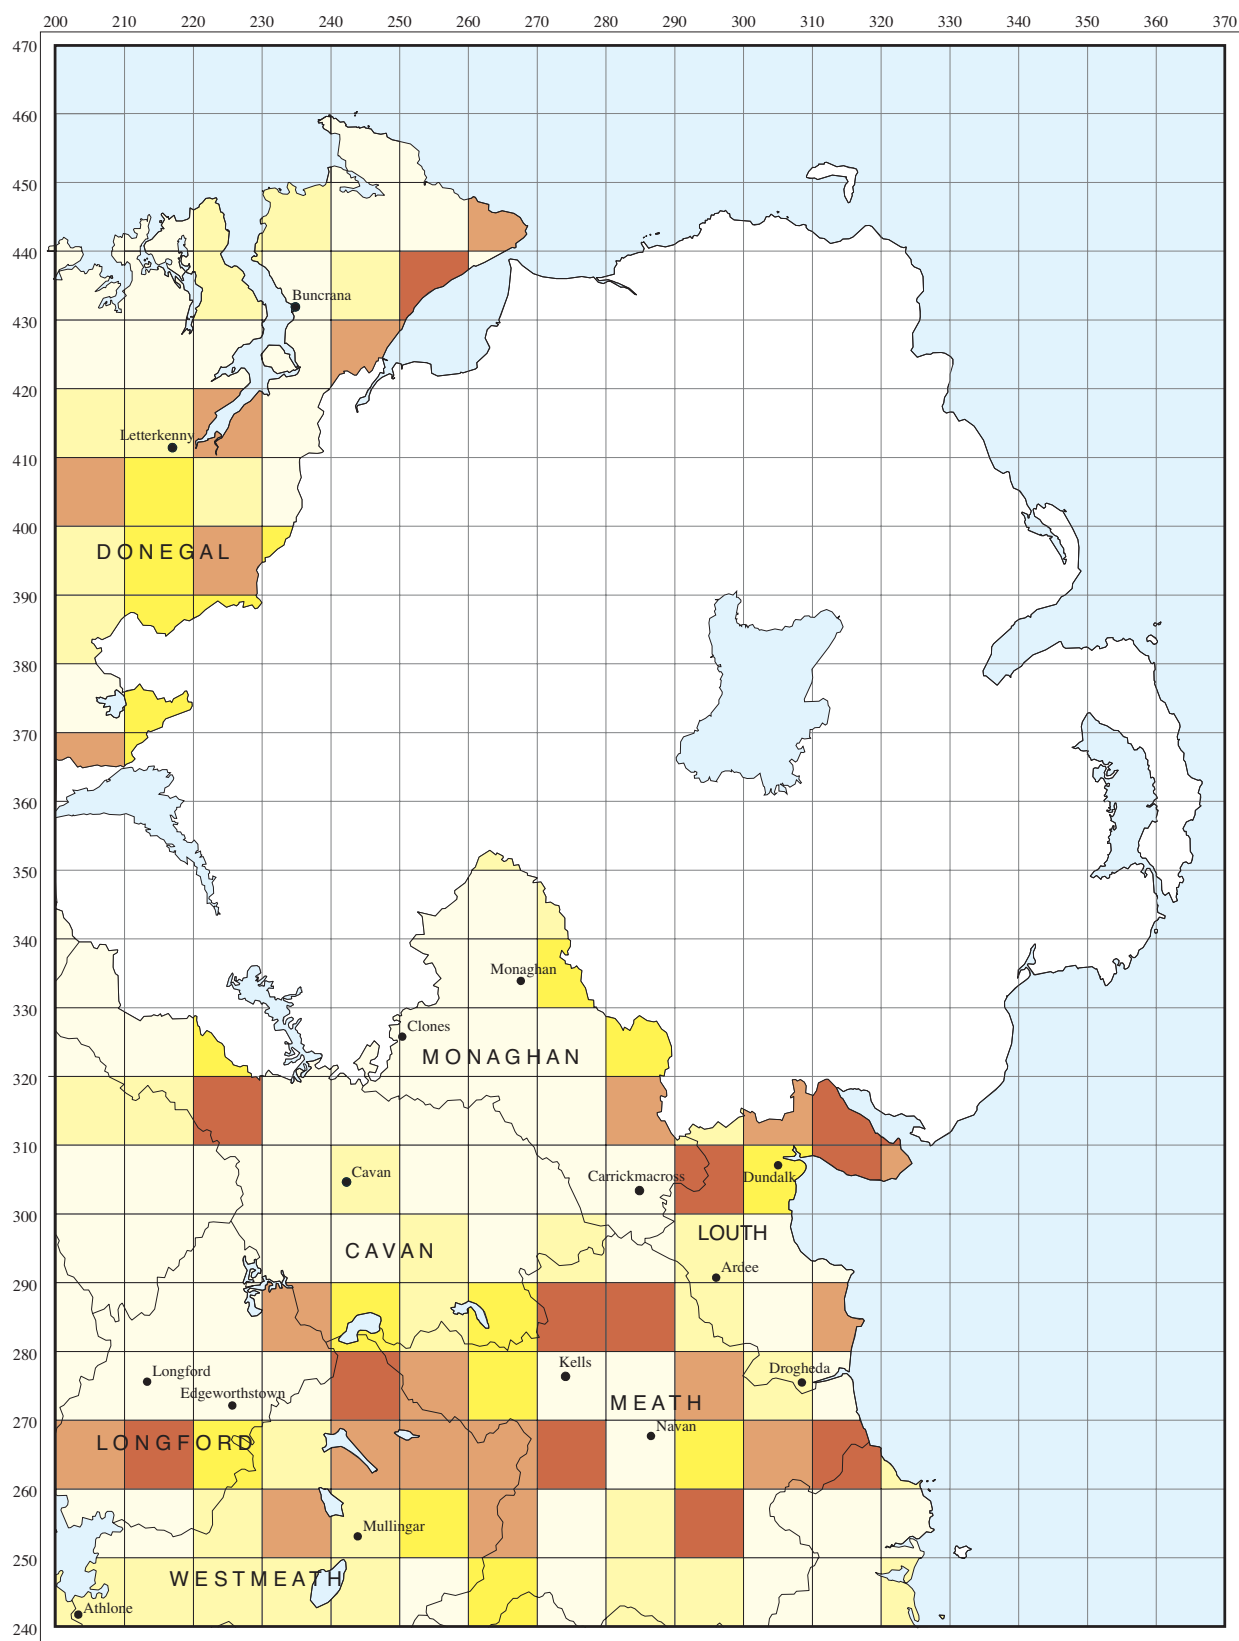 200 210 220 230 240 250 260 270 280 290 300 310 320 330 340 350 360 370
470
460
450
440
Buncrana
430
420
Letterkenny
410
400
DONEGAL
390
380
370
360
350
340
Monaghan
330
Clones
MONAGHAN
320
310
Cavan
Carrickmacross
Dundalk
300
LOUTH
CAVAN
Ardee
290
280
Kells
Longford
Drogheda
Edgeworthstown
MEATH
270
Navan
LONGFORD
260
Mullingar
250
WESTMEATH
Athlone
240